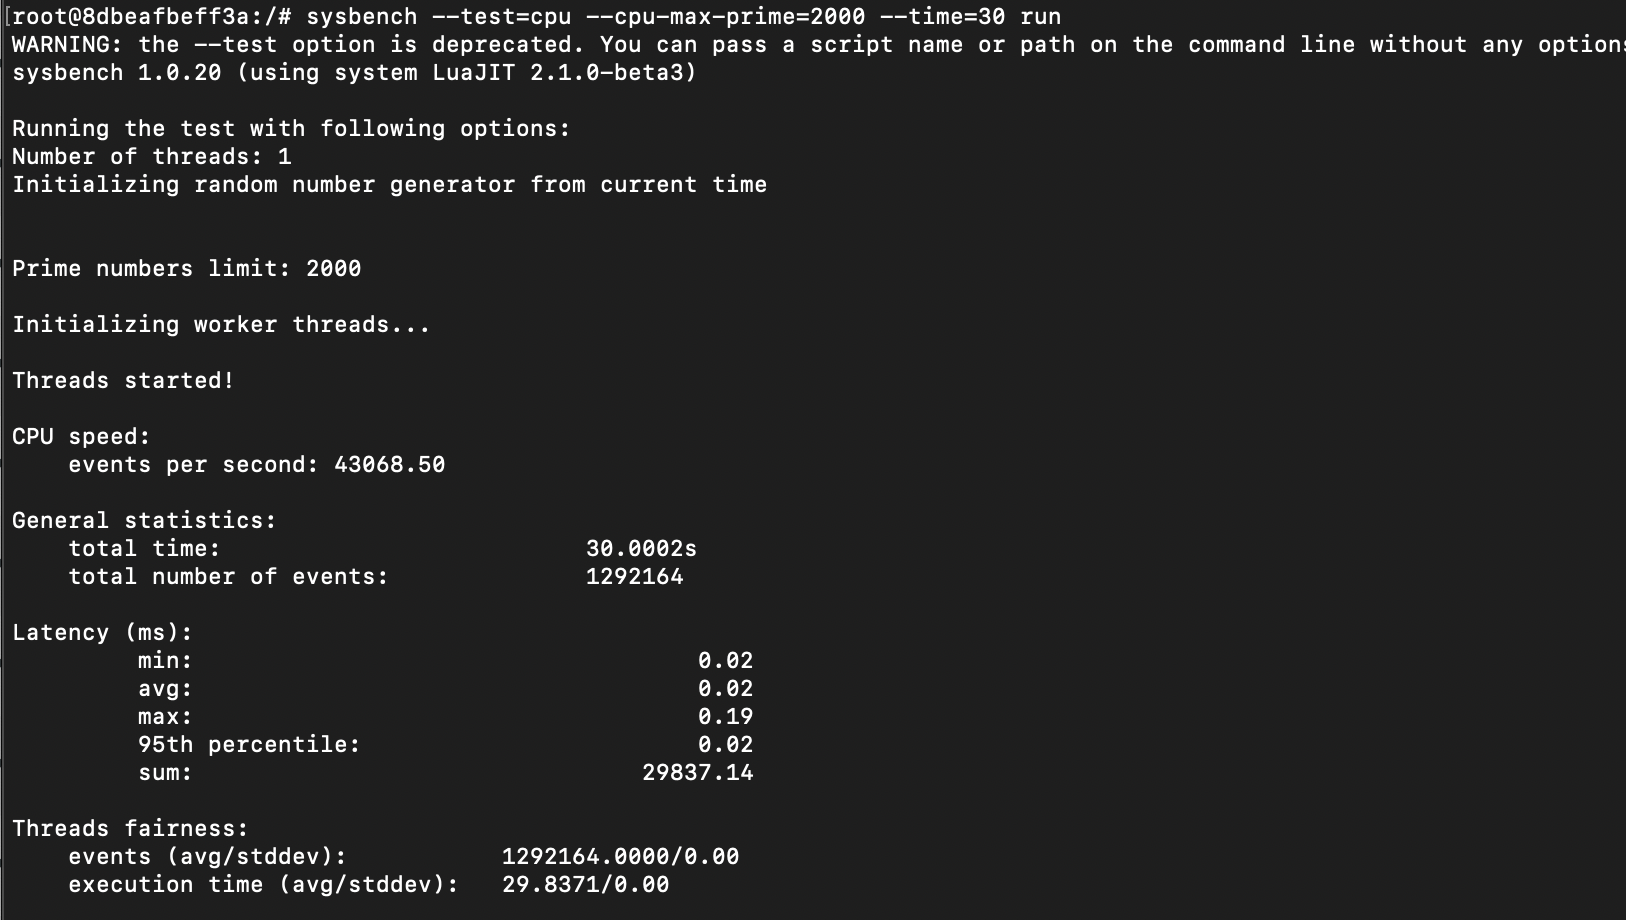 [root@8dbeafbeff3a:/# sysbench --test=cpu --cpu-max-prime=2000 --time=30 run
WARNING: the --test option is deprecated. You can pass a script name or path on the command line without any options
sysbench 1.0.20 (using system LuaJIT 2.1.0-beta3)
Running the test with following options:
Number of threads: 1
Initializing random number generator from current time
Prime numbers limit: 2000
Initializing worker threads...
Threads started!
CPU speed:
events per second: 43068.50
General statistics:
total time: 30.0002s
total number of events: 1292164
Latency (ms):
min: 0.02
avg: 0.02
max: 0.19
95th percentile: 0.02
sum: 29837.14
Threads fairness:
events (avg/stddev): 1292164.0000/0.00
execution time (avg/stddev): 29.8371/0.00